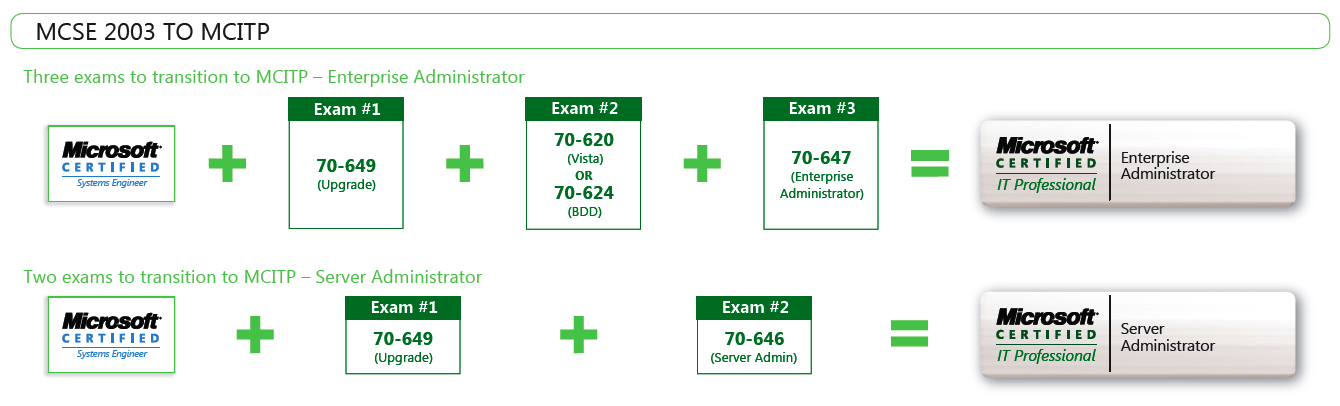 MCSE 2003 TO MCITP
Three exams to transition to MCITP – Enterprise Administrator
Microsoft
CERTIFIED
Systems Engineer
Exam #1
70-649
(Upgrade)
Exam #2
70-620
(Vista)
OR
70-624
(BDD)
Exam #3
70-647
(Enterprise
Administrator)
Microsoft
CERTIFIED
IT Professional
Enterprise
Administrator
Two exams to transition to MCITP – Server Administrator
Microsoft
CERTIFIED
Systems Engineer
Exam #1
70-649
(Upgrade)
Exam #2
70-646
(Server Admin)
Microsoft
CERTIFIED
IT Professional
Server
Administrator